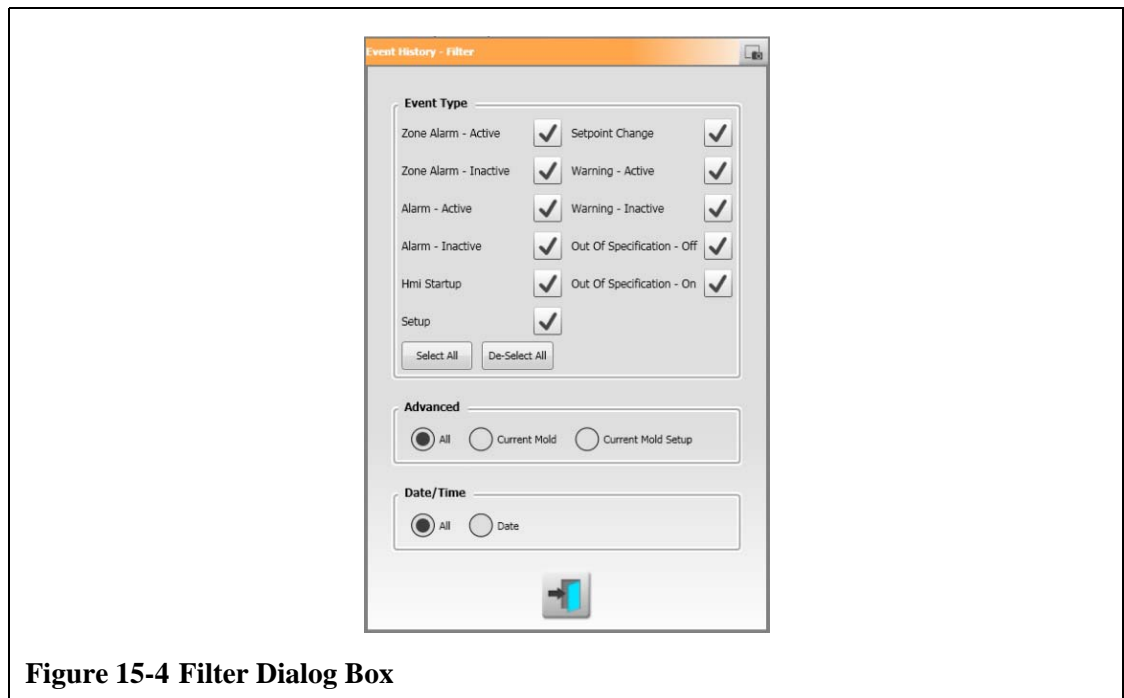 Event History - Filter
Event Type
Zone Alarm - Active Setpoint Change
Zone Alarm - Inactive Warning - Active
Alarm - Active Warning - Inactive
Alarm - Inactive Out Of Specification - Off
Hmi Startup Out Of Specification - On
Setup
Select All De-Select All
Advanced
All Current Mold Current Mold Setup
Date/Time
All Date
Figure 15-4 Filter Dialog Box